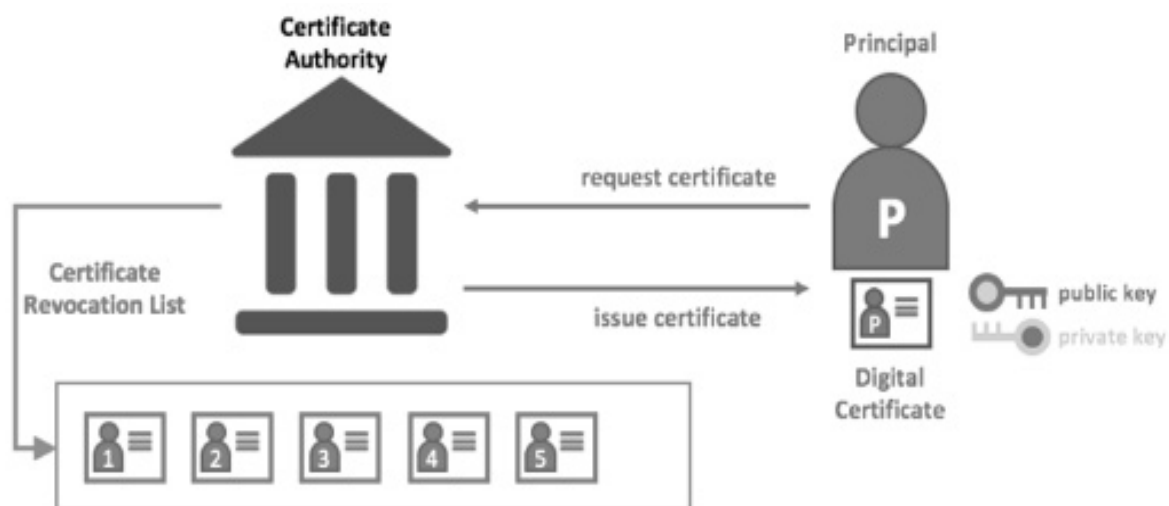 Certificate
Authority
Principal
request certificate
P
Certificate
Revocation List
issue certificate
P
public key
private key
Digital
Certificate
1 2 3 4 5